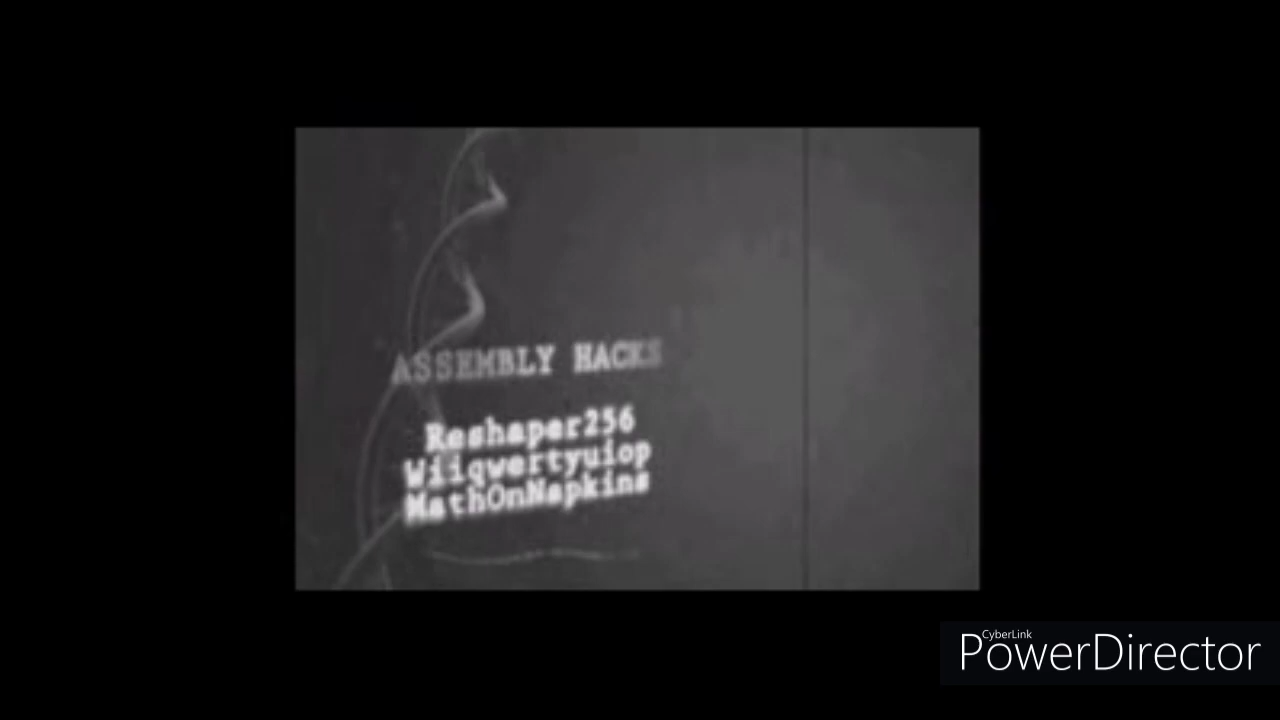 ASSEMBLY HACKS
Reshaper256
Wiiqwertyuiop
MathOnNapkins
CyberLink
PowerDirector